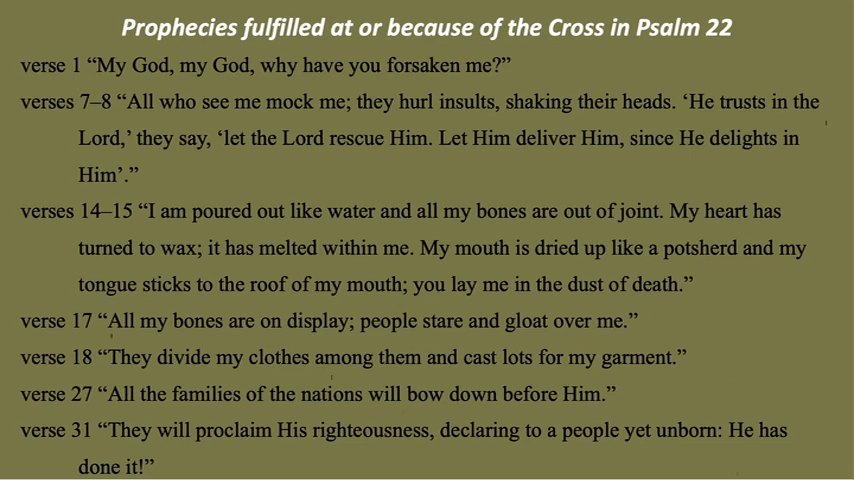 Prophecies fulfilled at or because of the Cross in Psalm 22
verse 1 “My God, my God, why have you forsaken me?”
verses 7–8 “All who see me mock me; they hurl insults, shaking their heads. ‘He trusts in the
Lord,’ they say, ‘let the Lord rescue Him. Let Him deliver Him, since He delights in
Him’.”
verses 14–15 “I am poured out like water and all my bones are out of joint. My heart has
turned to wax; it has melted within me. My mouth is dried up like a potsherd and my
tongue sticks to the roof of my mouth; you lay me in the dust of death.”
verse 17 “All my bones are on display; people stare and gloat over me.”
verse 18 “They divide my clothes among them and cast lots for my garment.”
verse 27 “All the families of the nations will bow down before Him.”
verse 31 “They will proclaim His righteousness, declaring to a people yet unborn: He has
done it!”